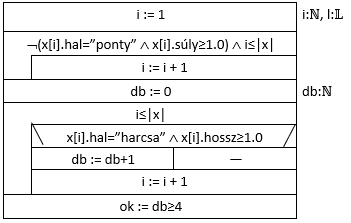 i := 1
i:ℕ, l:𝕃
¬(x[i].hal=”ponty” ∧ x[i].súly≥1.0) ∧ i≤|x|
i := i + 1
db := 0
db:ℕ
i≤|x|
x[i].hal=”harcsa” ∧ x[i].hossz≥1.0
db := db+1
—
i := i + 1
ok := db≥4